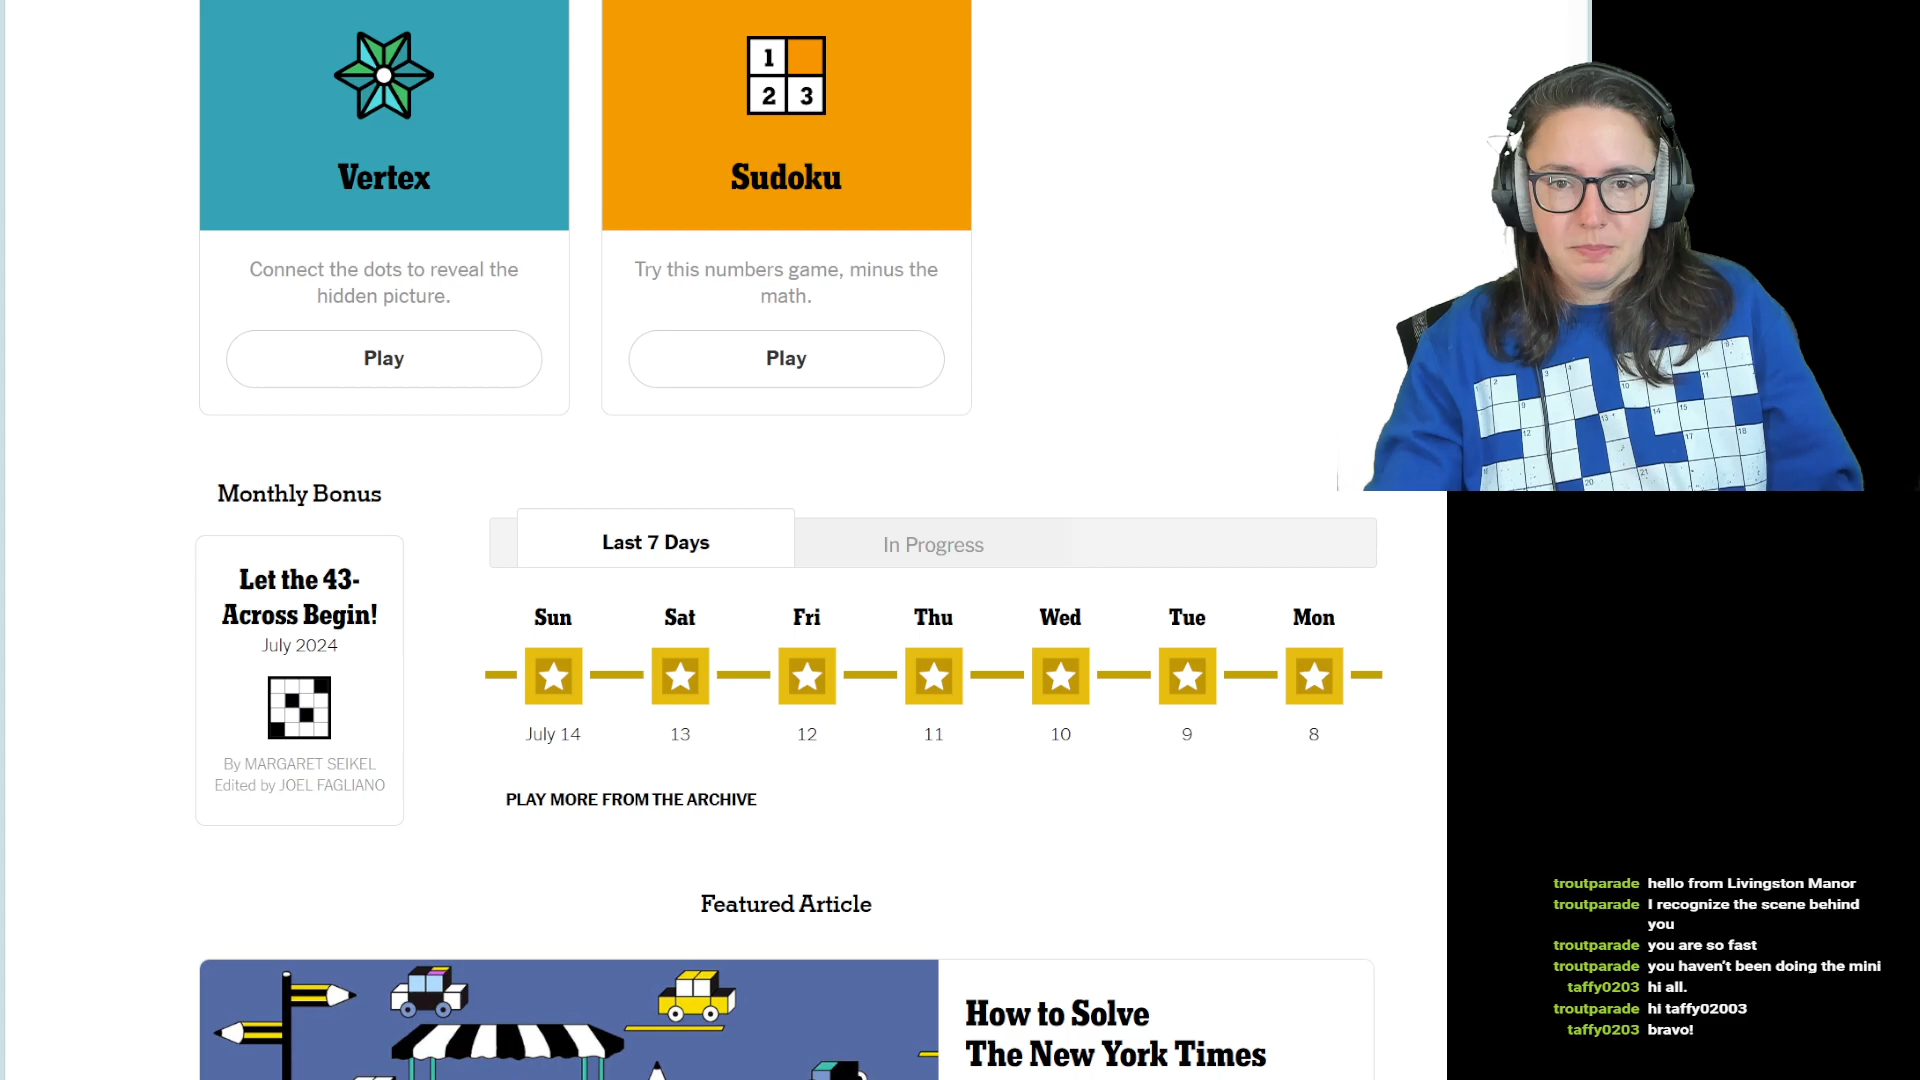 1
2 3
Vertex
Sudoku
Connect the dots to reveal the
hidden picture.
Try this numbers game, minus the
math.
Play
Play
Monthly Bonus
Let the 43-
Across Begin!
July 2024
By MARGARET SEIKEL
Edited by JOEL FAGLIANO
Last 7 Days
In Progress
Sun Sat Fri Thu Wed Tue Mon
July 14 13 12 11 10 9 8
PLAY MORE FROM THE ARCHIVE
Featured Article
How to Solve
The New York Times
troutparade hello from Livingston Manor
troutparade I recognize the scene behind
you
troutparade you are so fast
troutparade you haven't been doing the mini
taffy0203 hi all.
troutparade hi taffy02003
taffy0203 bravo!